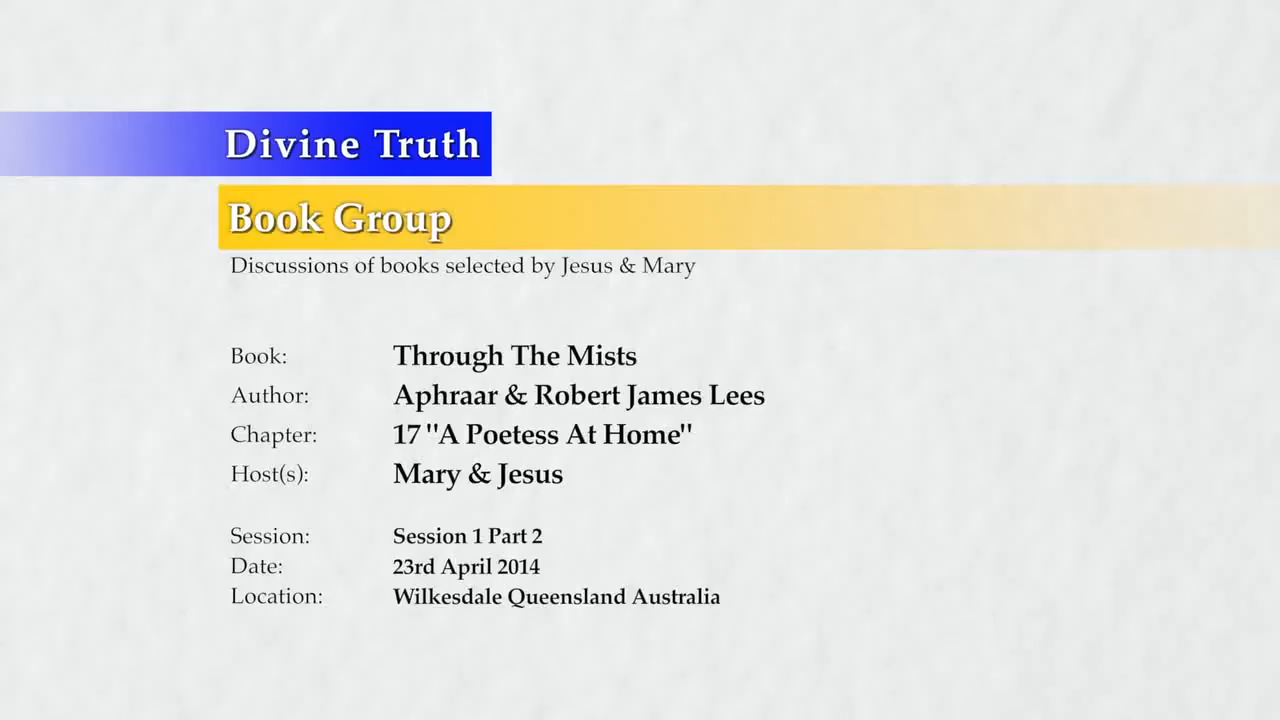 Divine Truth
Book Group
Discussions of books selected by Jesus & Mary
Book: Through The Mists
Author: Aphraar & Robert James Lees
Chapter: 17 "A Poetess At Home"
Host(s): Mary & Jesus
Session: Session 1 Part 2
Date: 23rd April 2014
Location: Wilkesdale Queensland Australia